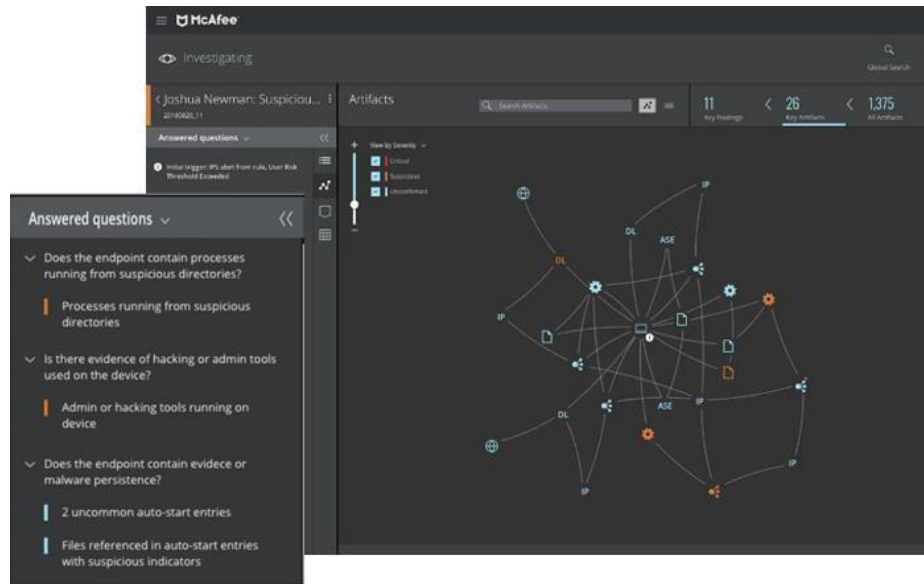 McAfee
Investigating
Global Search
Joshua Newman: Suspiciou...
20180820_11
Answered questions
Initial trigger: IPS alert from rule, User Risk
Threshold Exceeded
Artifacts
Search Artifacts
11
Key Findings
26
Key Artifacts
1,375
All Artifacts
View by Severity
Critical
Suspicious
Unconfirmed
Answered questions
Does the endpoint contain processes
running from suspicious directories?
Processes running from suspicious
directories
Is there evidence of hacking or admin tools
used on the device?
Admin or hacking tools running on
device
Does the endpoint contain evidece or
malware persistence?
2 uncommon auto-start entries
Files referenced in auto-start entries
with suspicious indicators
IP
DL
ASE
DL
IP
DL
ASE
IP
IP
IP